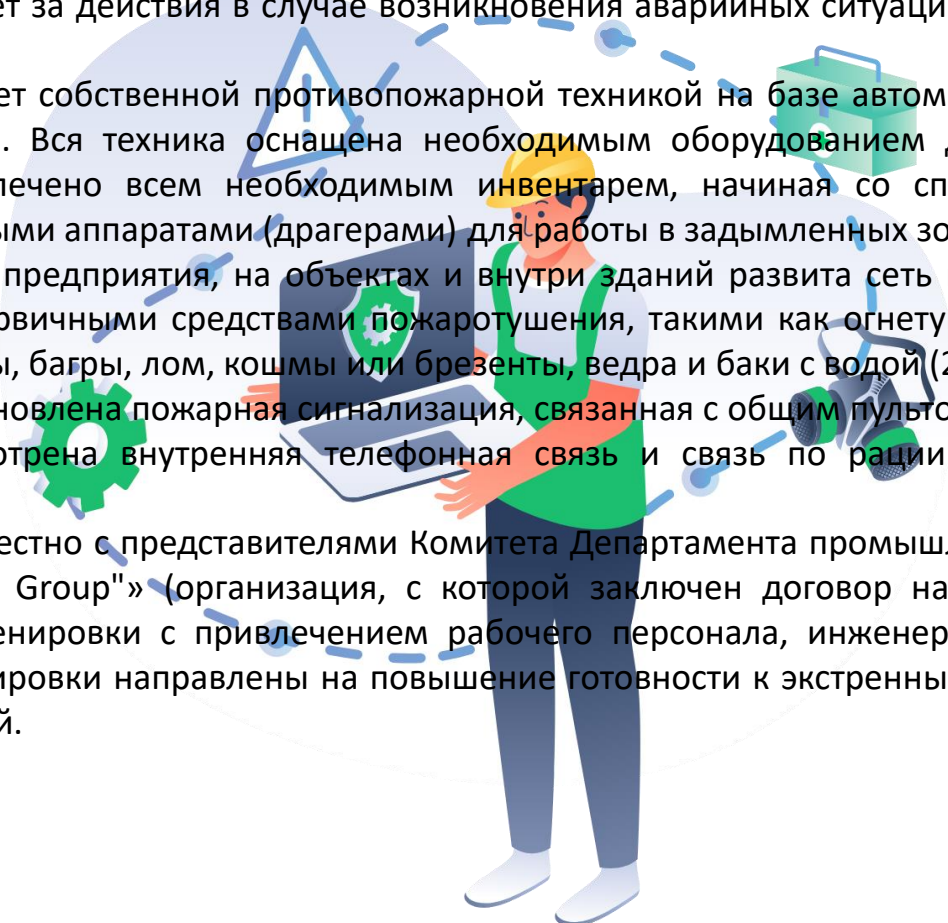 ет за действия в случае возникновения аварийных ситуаци
ет собственной противопожарной техникой на базе автом
. Вся техника оснащена необходимым оборудованием д
печено всем необходимым инвентарем, начиная со сп
ыми аппаратами (драгерами) для работы в задымленных зо
предприятия, на объектах и внутри зданий развита сеть
рвичными средствами пожаротушения, такими как огнету
ы, багры, лом, кошмы или брезенты, ведра и баки с водой (2
новлена пожарная сигнализация, связанная с общим пульто
отрена внутренняя телефонная связь и связь по рации
естно с представителями Комитета Департамента промышл
Group"» (организация, с которой заключен договор на
енировки с привлечением рабочего персонала, инженер
ировки направлены на повышение готовности к экстренны
й.